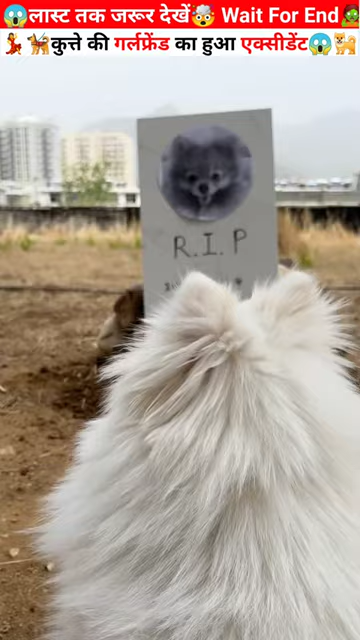 😱लास्ट तक जरूर देखें🤯 Wait For End🧟
💃🐕‍🦺कुत्ते की गर्लफ्रेंड का हुआ एक्सीडेंट😱🐕
R.I.P